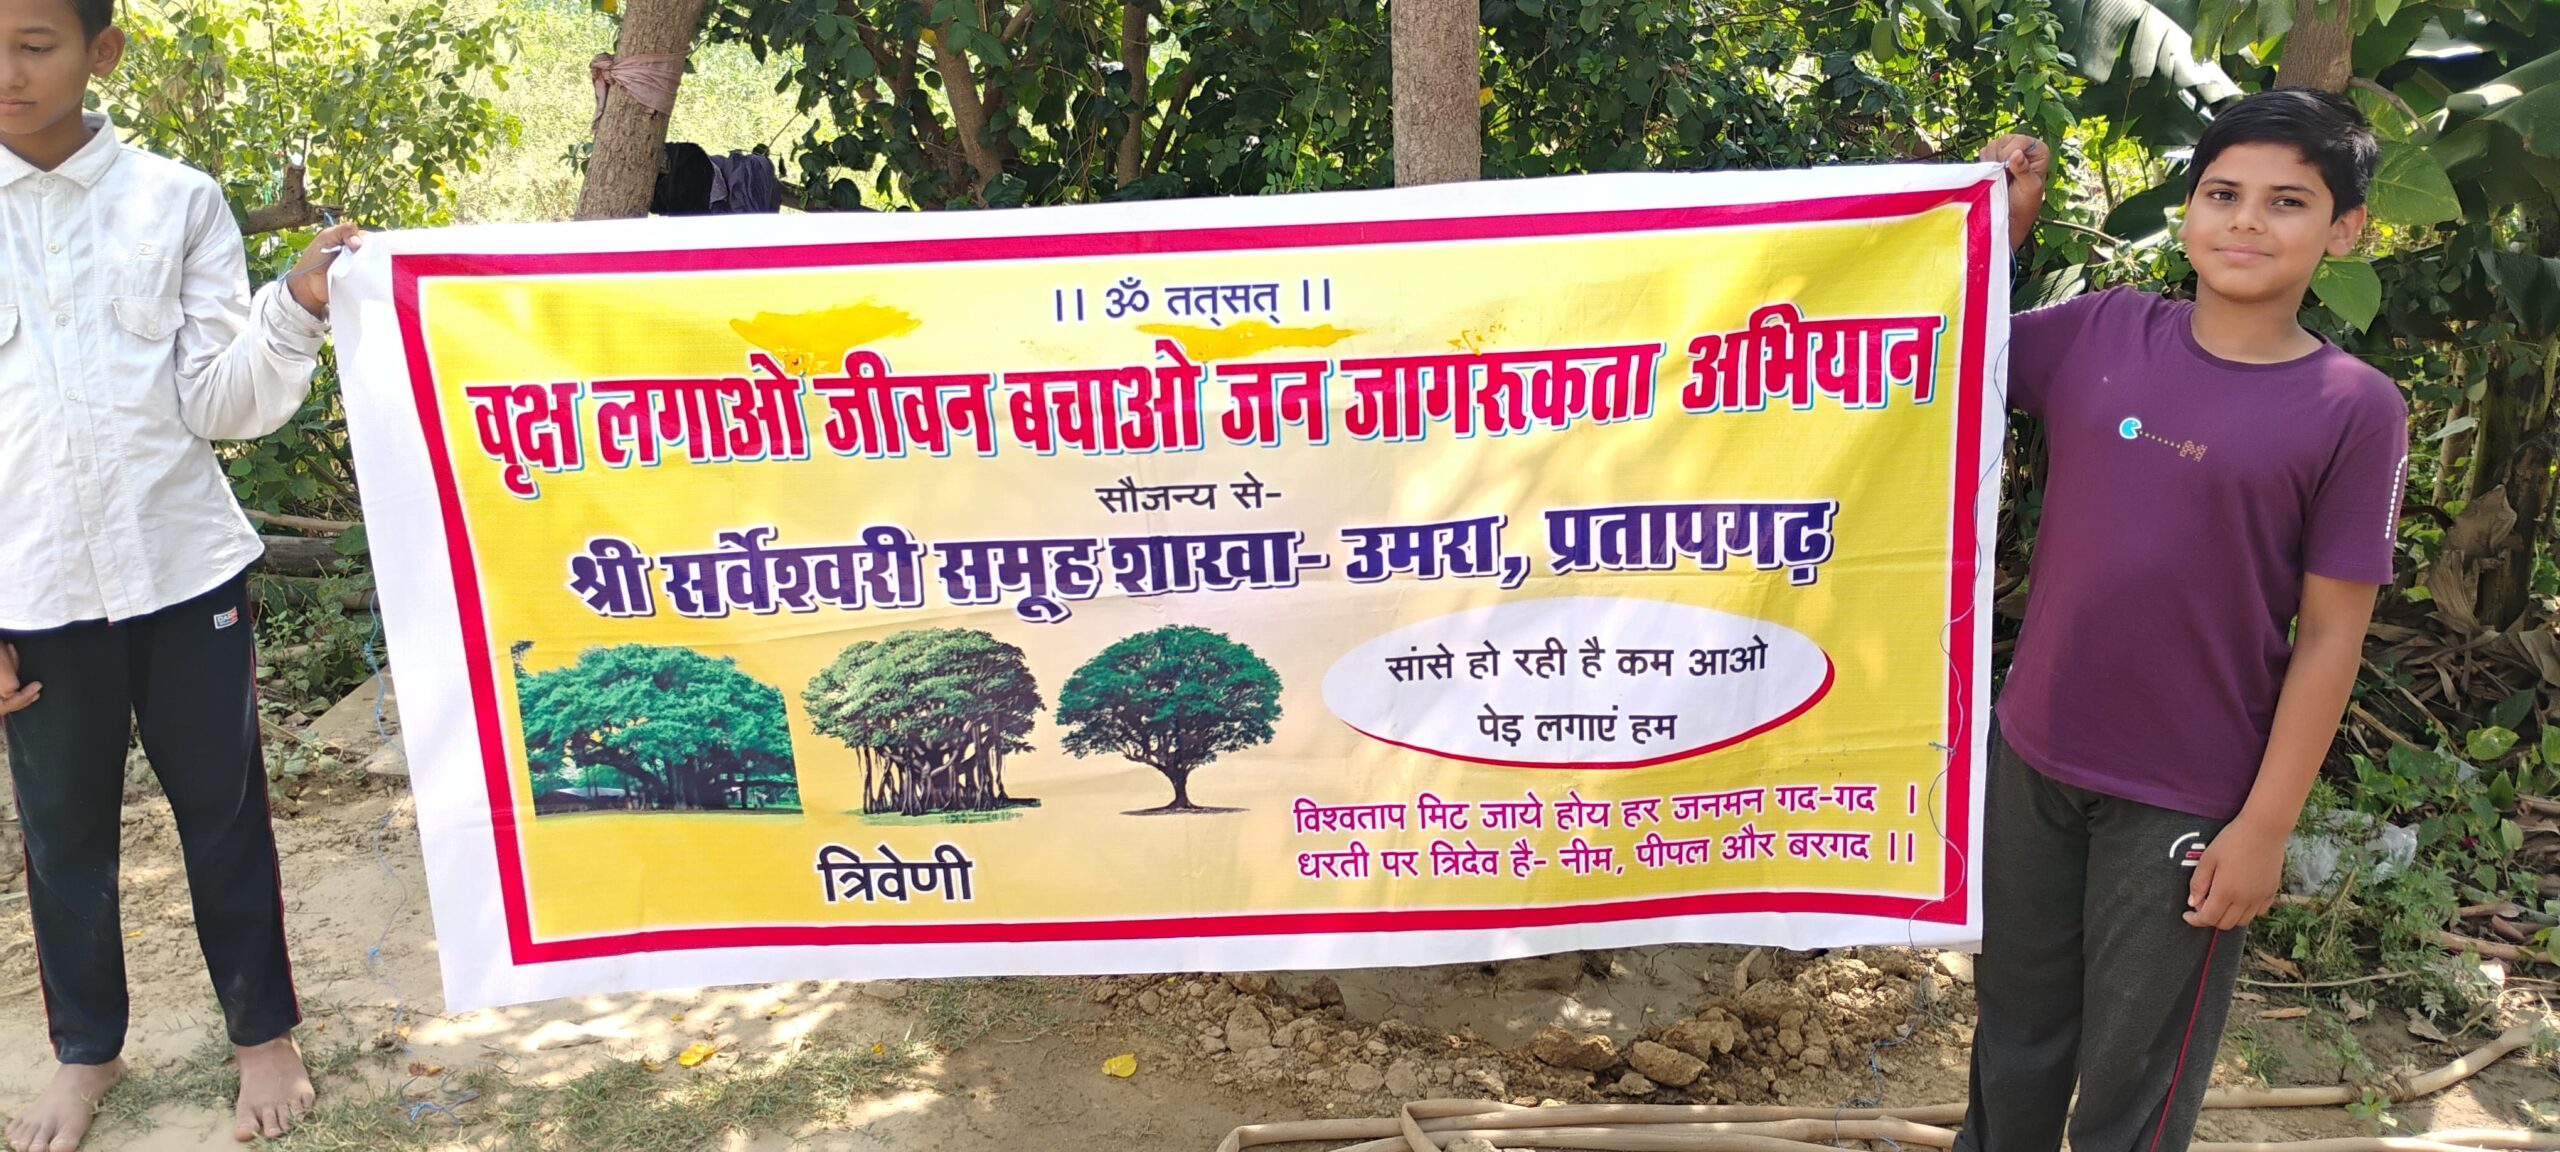 ।। ॐ तत्सत् ।।
वृक्ष लगाओ जीवन बचाओ जन जागरूकता अभियान
सौजन्य से-
श्री सर्वेश्वरी समूह शाखा- उमरा, प्रतापगढ़
सांसे हो रही है कम आओ
पेड़ लगाएं हम
विश्वताप मिट जाये होय हर जनमन गद-गद ।
धरती पर त्रिदेव है- नीम, पीपल और बरगद ।।
त्रिवेणी